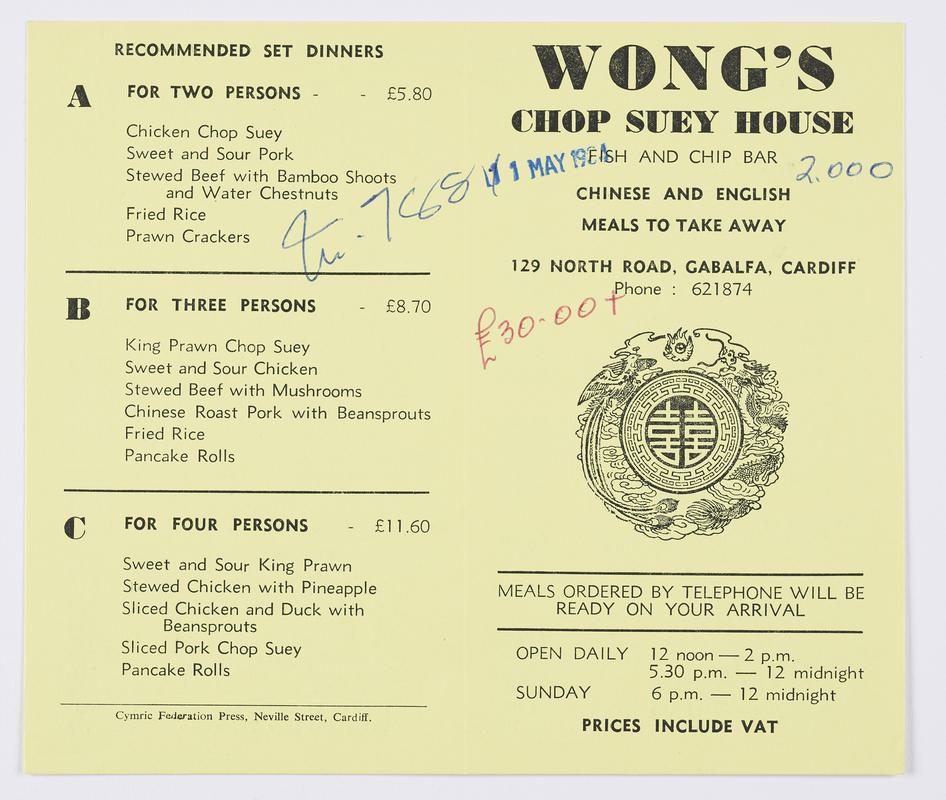 RECOMMENDED SET DINNERS
A FOR TWO PERSONS - - £5.80
Chicken Chop Suey
Sweet and Sour Pork
Stewed Beef with Bamboo Shoots
and Water Chestnuts
Fried Rice
Prawn Crackers
B FOR THREE PERSONS - £8.70
King Prawn Chop Suey
Sweet and Sour Chicken
Stewed Beef with Mushrooms
Chinese Roast Pork with Beansprouts
Fried Rice
Pancake Rolls
C FOR FOUR PERSONS - £11.60
Sweet and Sour King Prawn
Stewed Chicken with Pineapple
Sliced Chicken and Duck with
Beansprouts
Sliced Pork Chop Suey
Pancake Rolls
Cymric Federation Press, Neville Street, Cardiff.
WONG'S
CHOP SUEY HOUSE
11 MAY 1984
FISH AND CHIP BAR
2.000
CHINESE AND ENGLISH
MEALS TO TAKE AWAY
129 NORTH ROAD, GABALFA, CARDIFF
Phone : 621874
£30.00+
MEALS ORDERED BY TELEPHONE WILL BE
READY ON YOUR ARRIVAL
OPEN DAILY 12 noon — 2 p.m.
5.30 p.m. — 12 midnight
SUNDAY 6 p.m. — 12 midnight
PRICES INCLUDE VAT